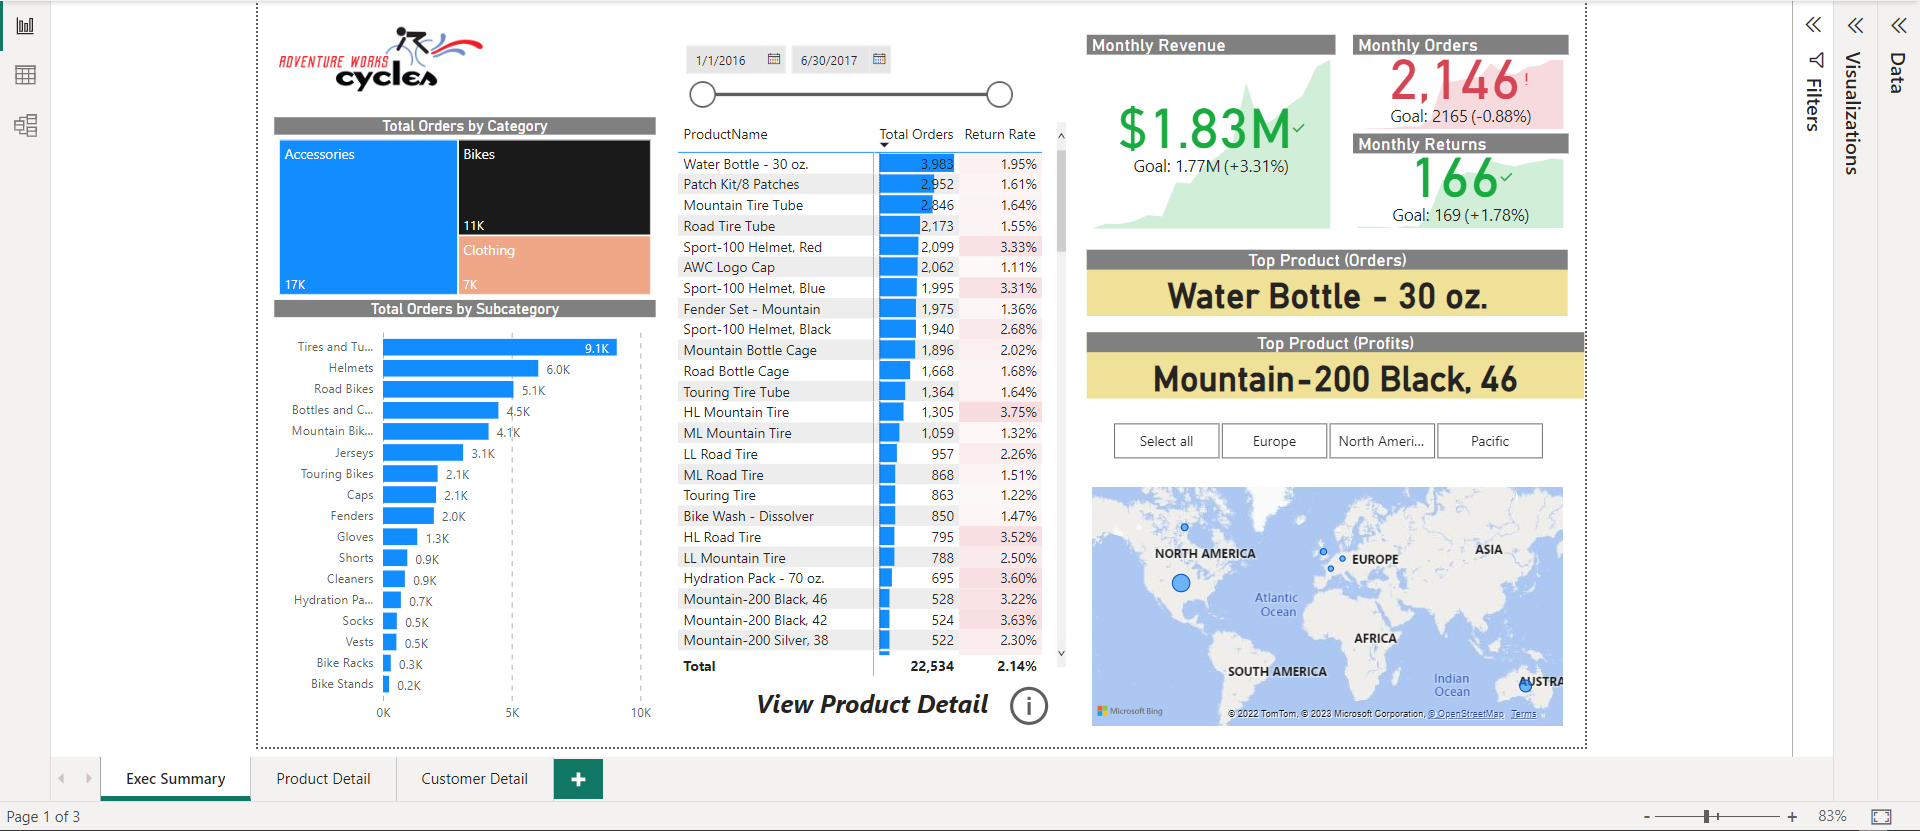 ADVENTURE WORKS
cycles
Total Orders by Category
Accessories
17K
Bikes
11K
Clothing
7K
Total Orders by Subcategory
Tires and Tu... 9.1K
Helmets 6.0K
Road Bikes 5.1K
Bottles and C... 4.5K
Mountain Bik... 4.1K
Jerseys 3.1K
Touring Bikes 2.1K
Caps 2.1K
Fenders 2.0K
Gloves 1.3K
Shorts 0.9K
Cleaners 0.9K
Hydration Pa... 0.7K
Socks 0.5K
Vests 0.5K
Bike Racks 0.3K
Bike Stands 0.2K
0K 5K 10K
1/1/2016 6/30/2017
ProductName Total Orders Return Rate
Water Bottle - 30 oz. 3,983 1.95%
Patch Kit/8 Patches 2,952 1.61%
Mountain Tire Tube 2,846 1.64%
Road Tire Tube 2,173 1.55%
Sport-100 Helmet, Red 2,099 3.33%
AWC Logo Cap 2,062 1.11%
Sport-100 Helmet, Blue 1,995 3.31%
Fender Set - Mountain 1,975 1.36%
Sport-100 Helmet, Black 1,940 2.68%
Mountain Bottle Cage 1,896 2.02%
Road Bottle Cage 1,668 1.68%
Touring Tire Tube 1,364 1.64%
HL Mountain Tire 1,305 3.75%
ML Mountain Tire 1,059 1.32%
LL Road Tire 957 2.26%
ML Road Tire 868 1.51%
Touring Tire 863 1.22%
Bike Wash - Dissolver 850 1.47%
HL Road Tire 795 3.52%
LL Mountain Tire 788 2.50%
Hydration Pack - 70 oz. 695 3.60%
Mountain-200 Black, 46 528 3.22%
Mountain-200 Black, 42 524 3.63%
Mountain-200 Silver, 38 522 2.30%
Total 22,534 2.14%
View Product Detail i
Monthly Revenue
$1.83M
Goal: 1.77M (+3.31%)
Monthly Orders
2,146!
Goal: 2165 (-0.88%)
Monthly Returns
166
Goal: 169 (+1.78%)
Top Product (Orders)
Water Bottle - 30 oz.
Top Product (Profits)
Mountain-200 Black, 46
Select all Europe North Ameri... Pacific
NORTH AMERICA
EUROPE
ASIA
Atlantic
Ocean
AFRICA
SOUTH AMERICA
Indian
Ocean
AUSTRA
Microsoft Bing
© 2022 TomTom, © 2023 Microsoft Corporation, © OpenStreetMap Terms
Filters
Visualizations
Data
Exec Summary Product Detail Customer Detail +
Page 1 of 3
- + 83%